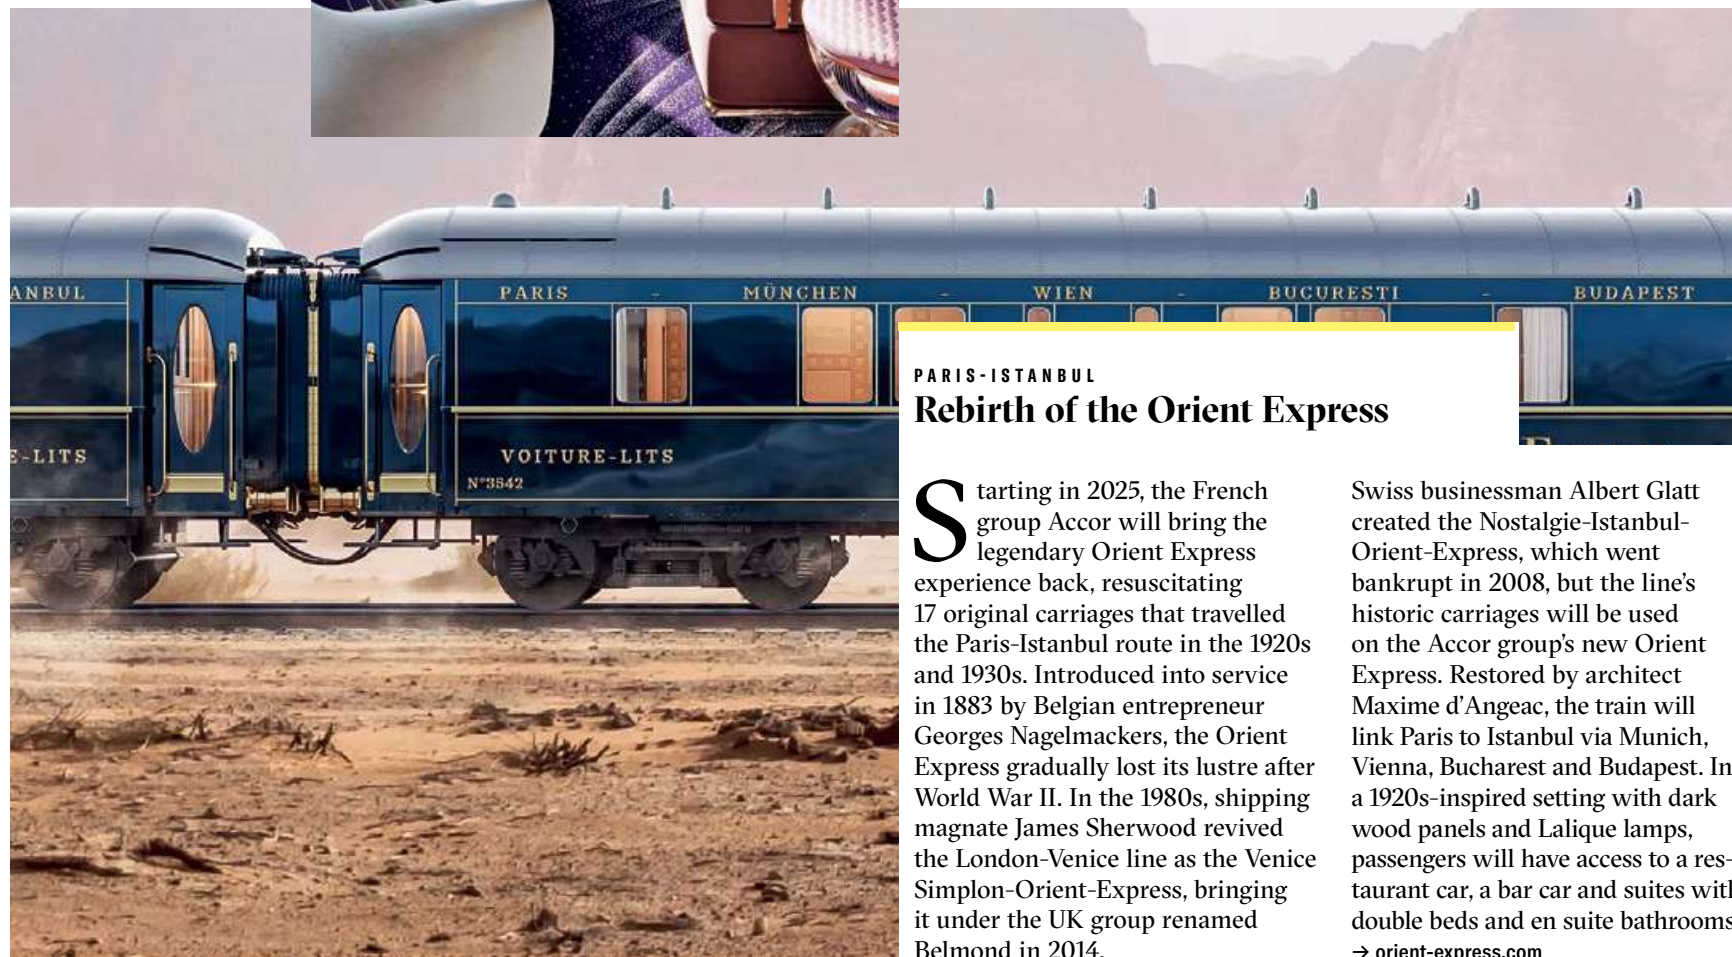 ANBUL
PARIS - MÜNCHEN - WIEN - BUCURESTI - BUDAPEST
E-LITS
VOITURE-LITS
N°3542
PARIS-ISTANBUL
Rebirth of the Orient Express
Starting in 2025, the French
group Accor will bring the
legendary Orient Express
experience back, resuscitating
17 original carriages that travelled
the Paris-Istanbul route in the 1920s
and 1930s. Introduced into service
in 1883 by Belgian entrepreneur
Georges Nagelmackers, the Orient
Express gradually lost its lustre after
World War II. In the 1980s, shipping
magnate James Sherwood revived
the London-Venice line as the Venice
Simplon-Orient-Express, bringing
it under the UK group renamed
Belmond in 2014.
Swiss businessman Albert Glatt
created the Nostalgie-Istanbul-
Orient-Express, which went
bankrupt in 2008, but the line's
historic carriages will be used
on the Accor group's new Orient
Express. Restored by architect
Maxime d'Angeac, the train will
link Paris to Istanbul via Munich,
Vienna, Bucharest and Budapest. In
a 1920s-inspired setting with dark
wood panels and Lalique lamps,
passengers will have access to a res-
taurant car, a bar car and suites with
double beds and en suite bathrooms
→ orient-express.com